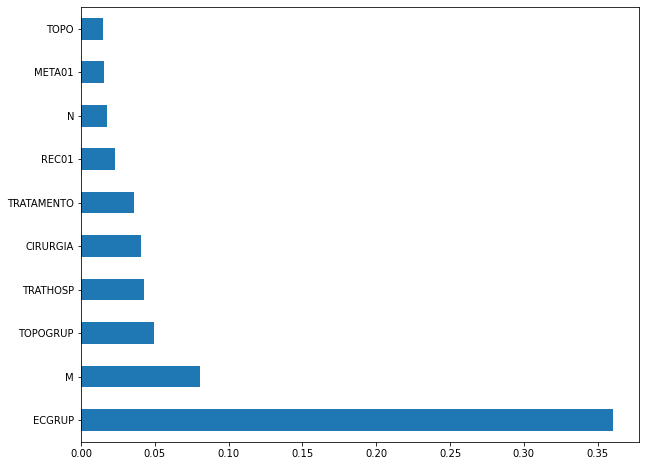 TOPO
META01
N
REC01
TRATAMENTO
CIRURGIA
TRATHOSP
TOPOGRUP
M
ECGRUP
0.00 0.05 0.10 0.15 0.20 0.25 0.30 0.35